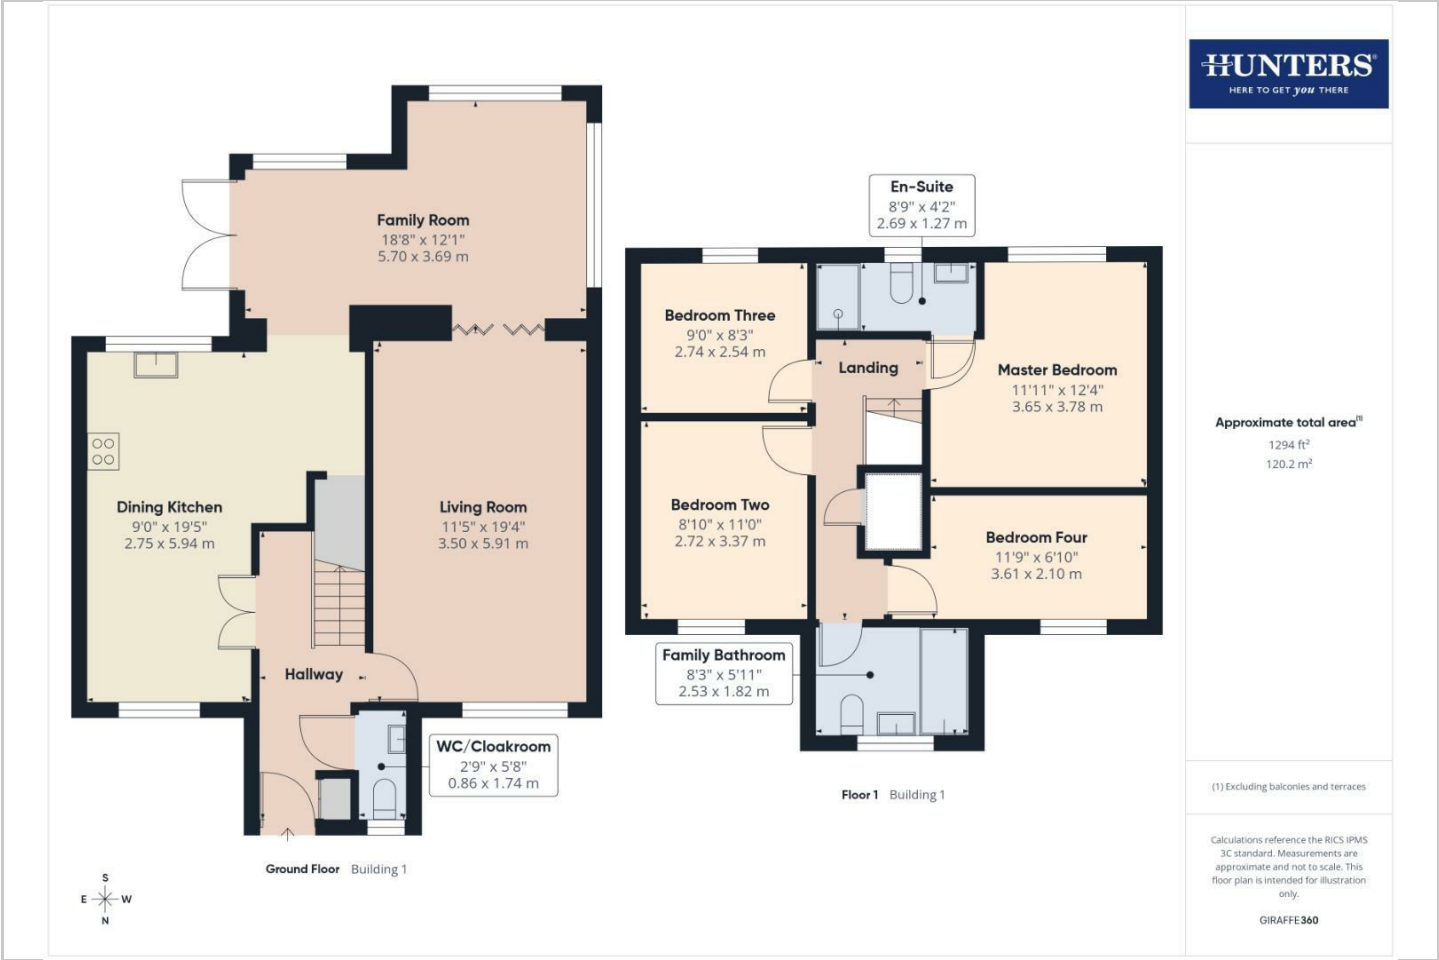 HUNTERS®
HERE TO GET you THERE
Family Room
18'8" x 12'1"
5.70 x 3.69 m
Dining Kitchen
9'0" x 19'5"
2.75 x 5.94 m
Living Room
11'5" x 19'4"
3.50 x 5.91 m
Hallway
WC/Cloakroom
2'9" x 5'8"
0.86 x 1.74 m
Ground Floor Building 1
S
E W
N
En-Suite
8'9" x 4'2"
2.69 x 1.27 m
Bedroom Three
9'0" x 8'3"
2.74 x 2.54 m
Landing
Master Bedroom
11'11" x 12'4"
3.65 x 3.78 m
Bedroom Two
8'10" x 11'0"
2.72 x 3.37 m
Bedroom Four
11'9" x 6'10"
3.61 x 2.10 m
Family Bathroom
8'3" x 5'11"
2.53 x 1.82 m
Floor 1 Building 1
Approximate total area(1)
1294 ft²
120.2 m²
(1) Excluding balconies and terraces
Calculations reference the RICS IPMS
3C standard. Measurements are
approximate and not to scale. This
floor plan is intended for illustration
only.
GIRAFFE360